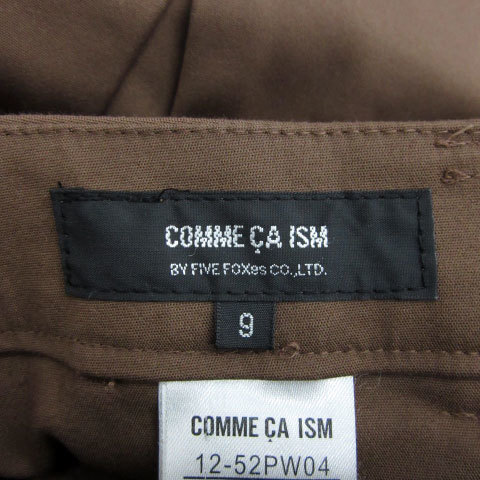 COMME ÇA ISM
BY FIVE FOXes CO.,LTD.
9
COMME ÇA ISM
12-52PW04